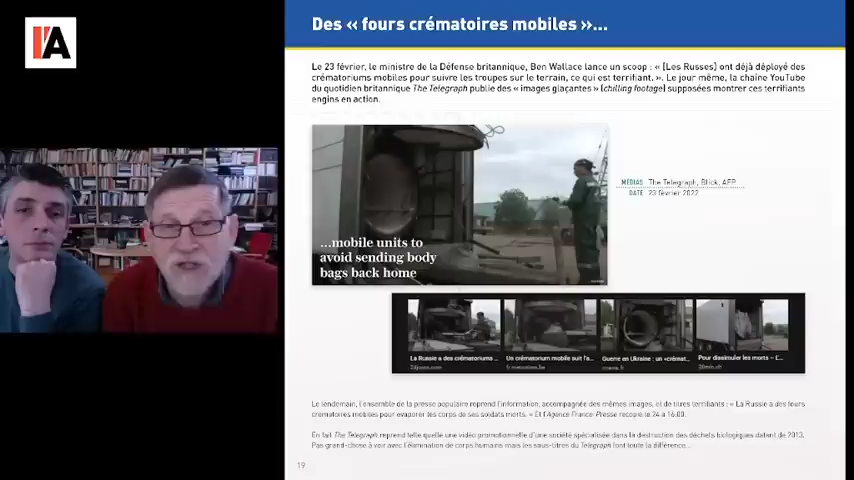 I'A
Des « fours crématoires mobiles »...
Le 23 février, le ministre de la Défense britannique, Ben Wallace lance un scoop : « [Les Russes] ont déjà déployé des
crématoriums mobiles pour suivre les troupes sur le terrain, ce qui est terrifiant. ». Le jour même, la chaîne YouTube
du quotidien britannique The Telegraph publie des « images glaçantes » [chilling footage] supposées montrer ces terrifiants
engins en action.
...mobile units to
avoid sending body
bags back home
MÉDIAS The Telegraph, Blick, AFP
DATE 23 février 2022
La Russie a des crématoriums ...
Un crématorium mobile suit l'a...
Guerre en Ukraine : un «crémat...
Pour dissimuler les morts – L'...
24jours.com
fr.metrotime.be
20min.ch
Le lendemain, l'ensemble de la presse populaire reprend l'information, accompagnée des mêmes images, et de titres terrifiants : « La Russie a des fours
crématoires mobiles pour évaporer les corps de ses soldats morts. » Et l'Agence France-Presse recopie le 24 à 16.00.
En fait The Telegraph reprend telle quelle une vidéo promotionnelle d'une société spécialisée dans la destruction des déchets biologiques datant de 2013.
Pas grand-chose à voir avec l'élimination de corps humains mais les sous-titres du Telegraph font toute la différence...
19